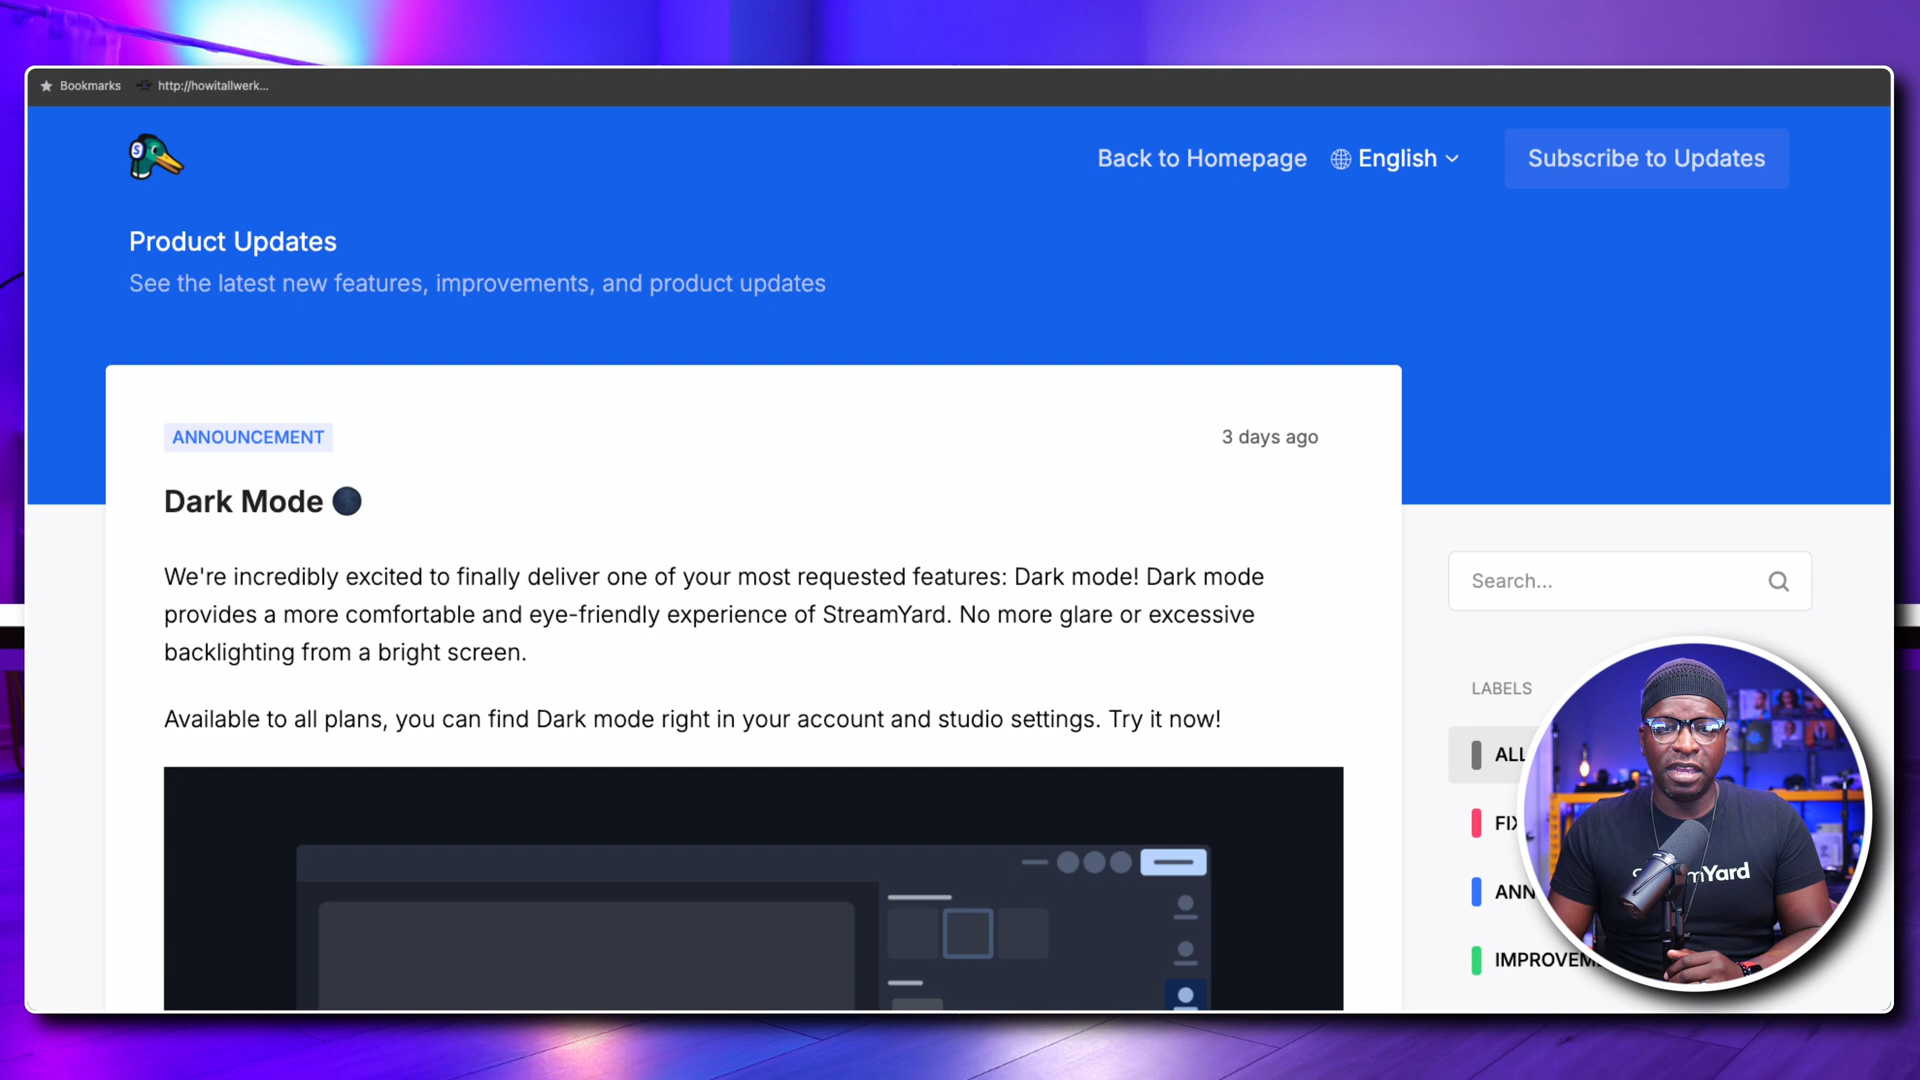 Bookmarks
http://howitallwerk...
S
Back to Homepage
English
Subscribe to Updates
Product Updates
See the latest new features, improvements, and product updates
ANNOUNCEMENT
3 days ago
Dark Mode
We're incredibly excited to finally deliver one of your most requested features: Dark mode! Dark mode
provides a more comfortable and eye-friendly experience of StreamYard. No more glare or excessive
backlighting from a bright screen.
Available to all plans, you can find Dark mode right in your account and studio settings. Try it now!
Search...
LABELS
ALL
FIX
ANN
IMPROVEM
mYard